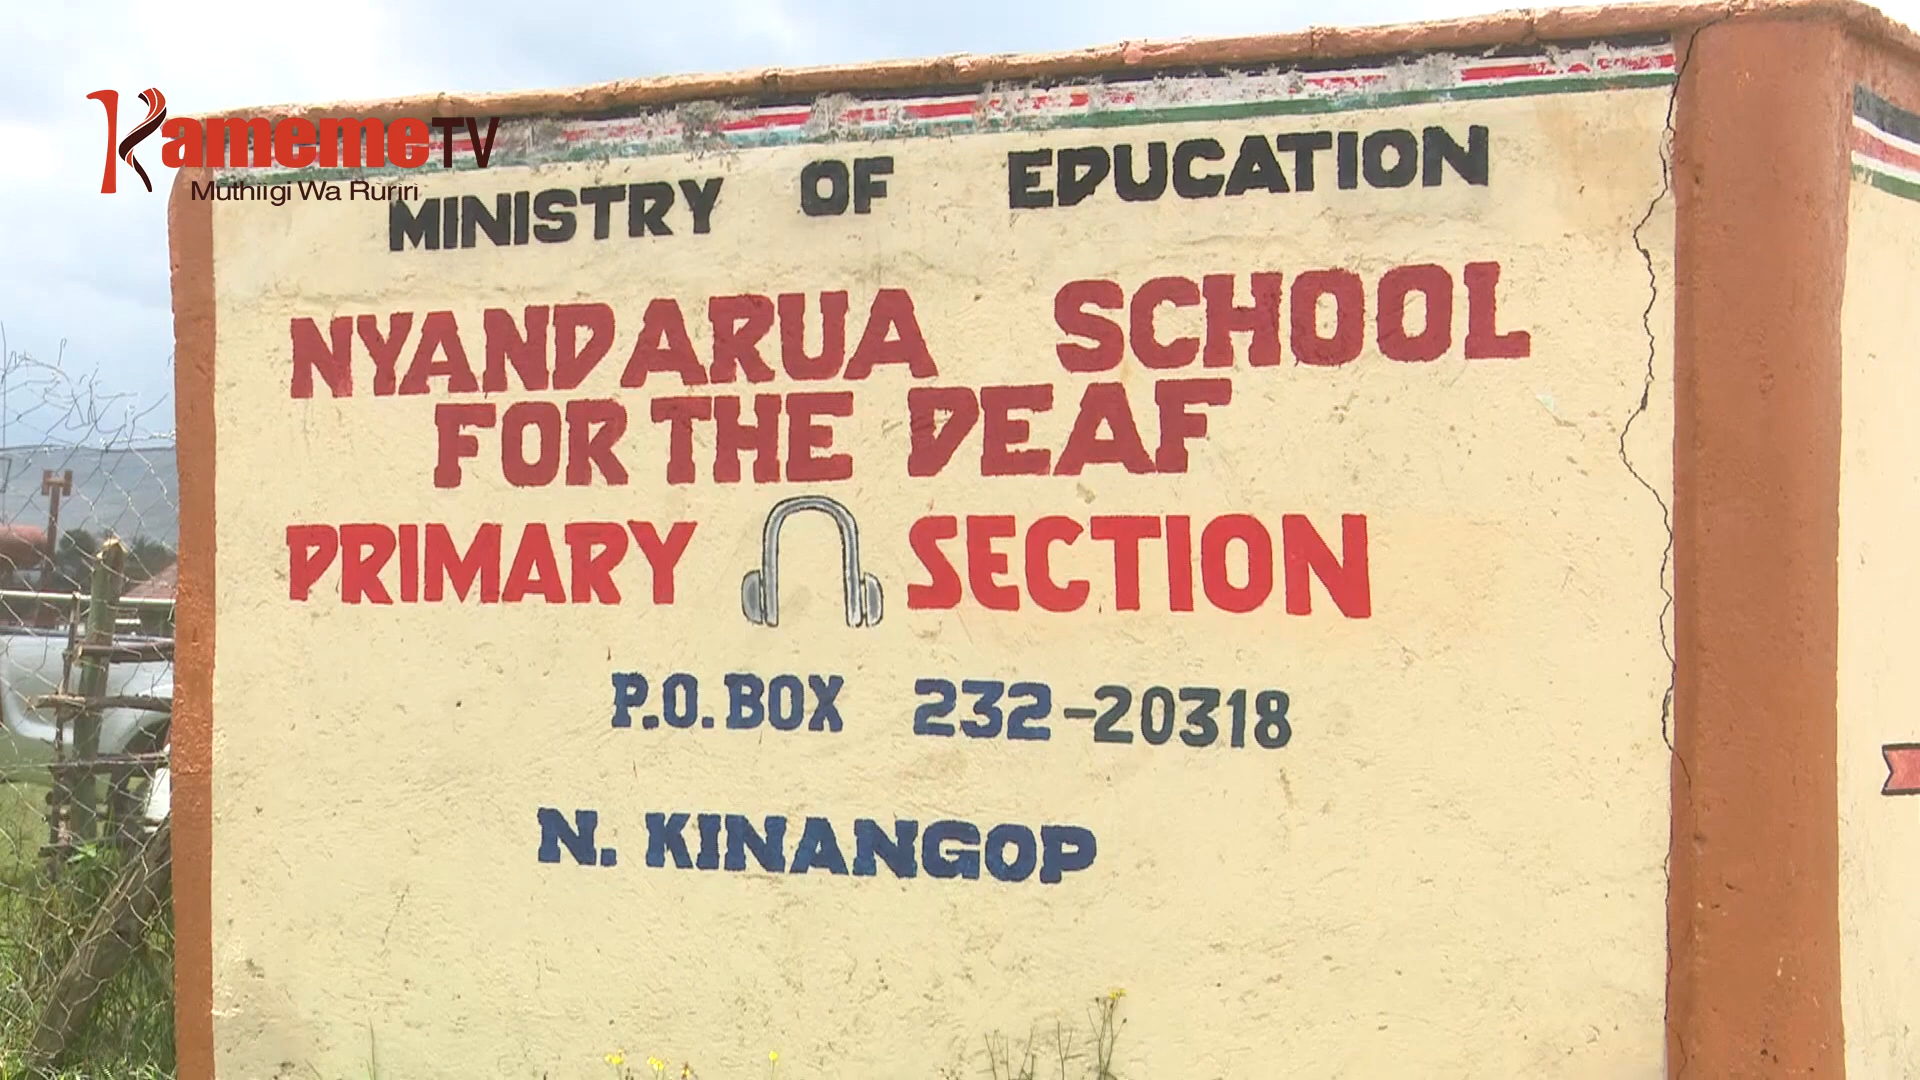 KamemeTV
Muthiigi Wa Ruriri
MINISTRY OF EDUCATION
NYANDARUA SCHOOL
FOR THE DEAF
PRIMARY SECTION
P.O. BOX 232-20318
N. KINANGOP